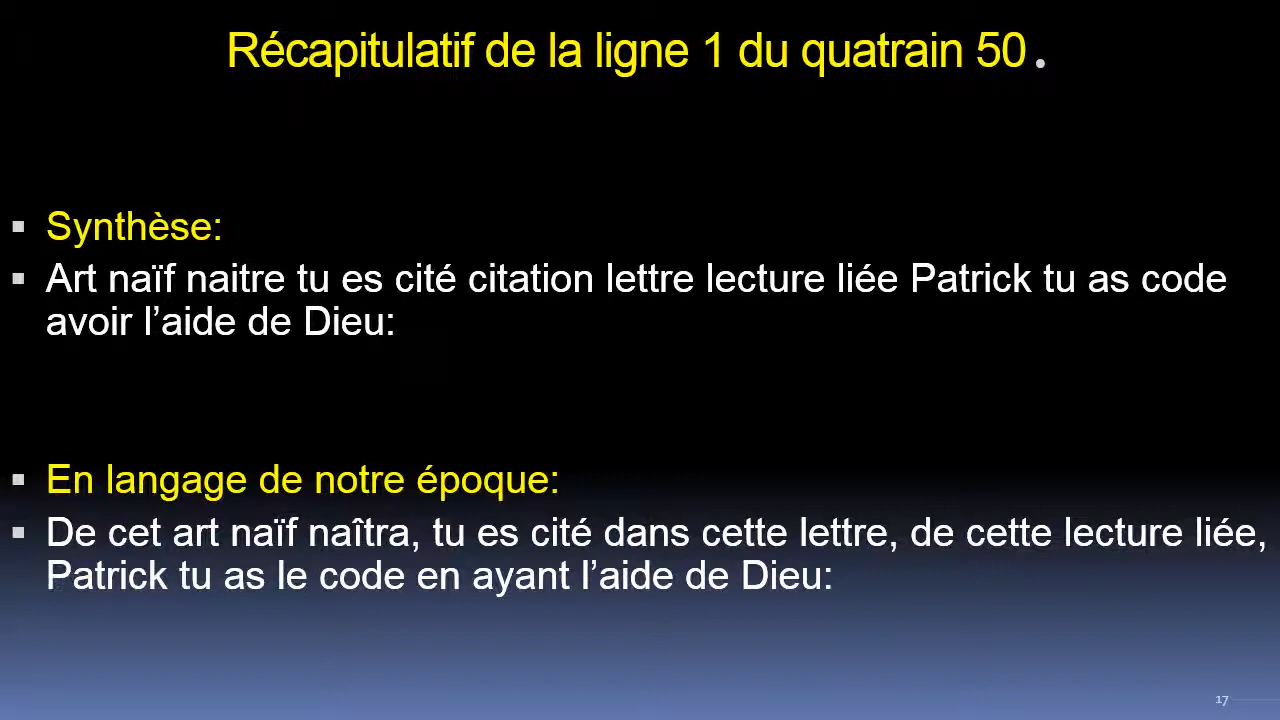 Récapitulatif de la ligne 1 du quatrain 50.
▪ Synthèse:
▪ Art naïf naitre tu es cité citation lettre lecture liée Patrick tu as code
avoir l’aide de Dieu:
▪ En langage de notre époque:
▪ De cet art naïf naîtra, tu es cité dans cette lettre, de cette lecture liée,
Patrick tu as le code en ayant l’aide de Dieu:
17